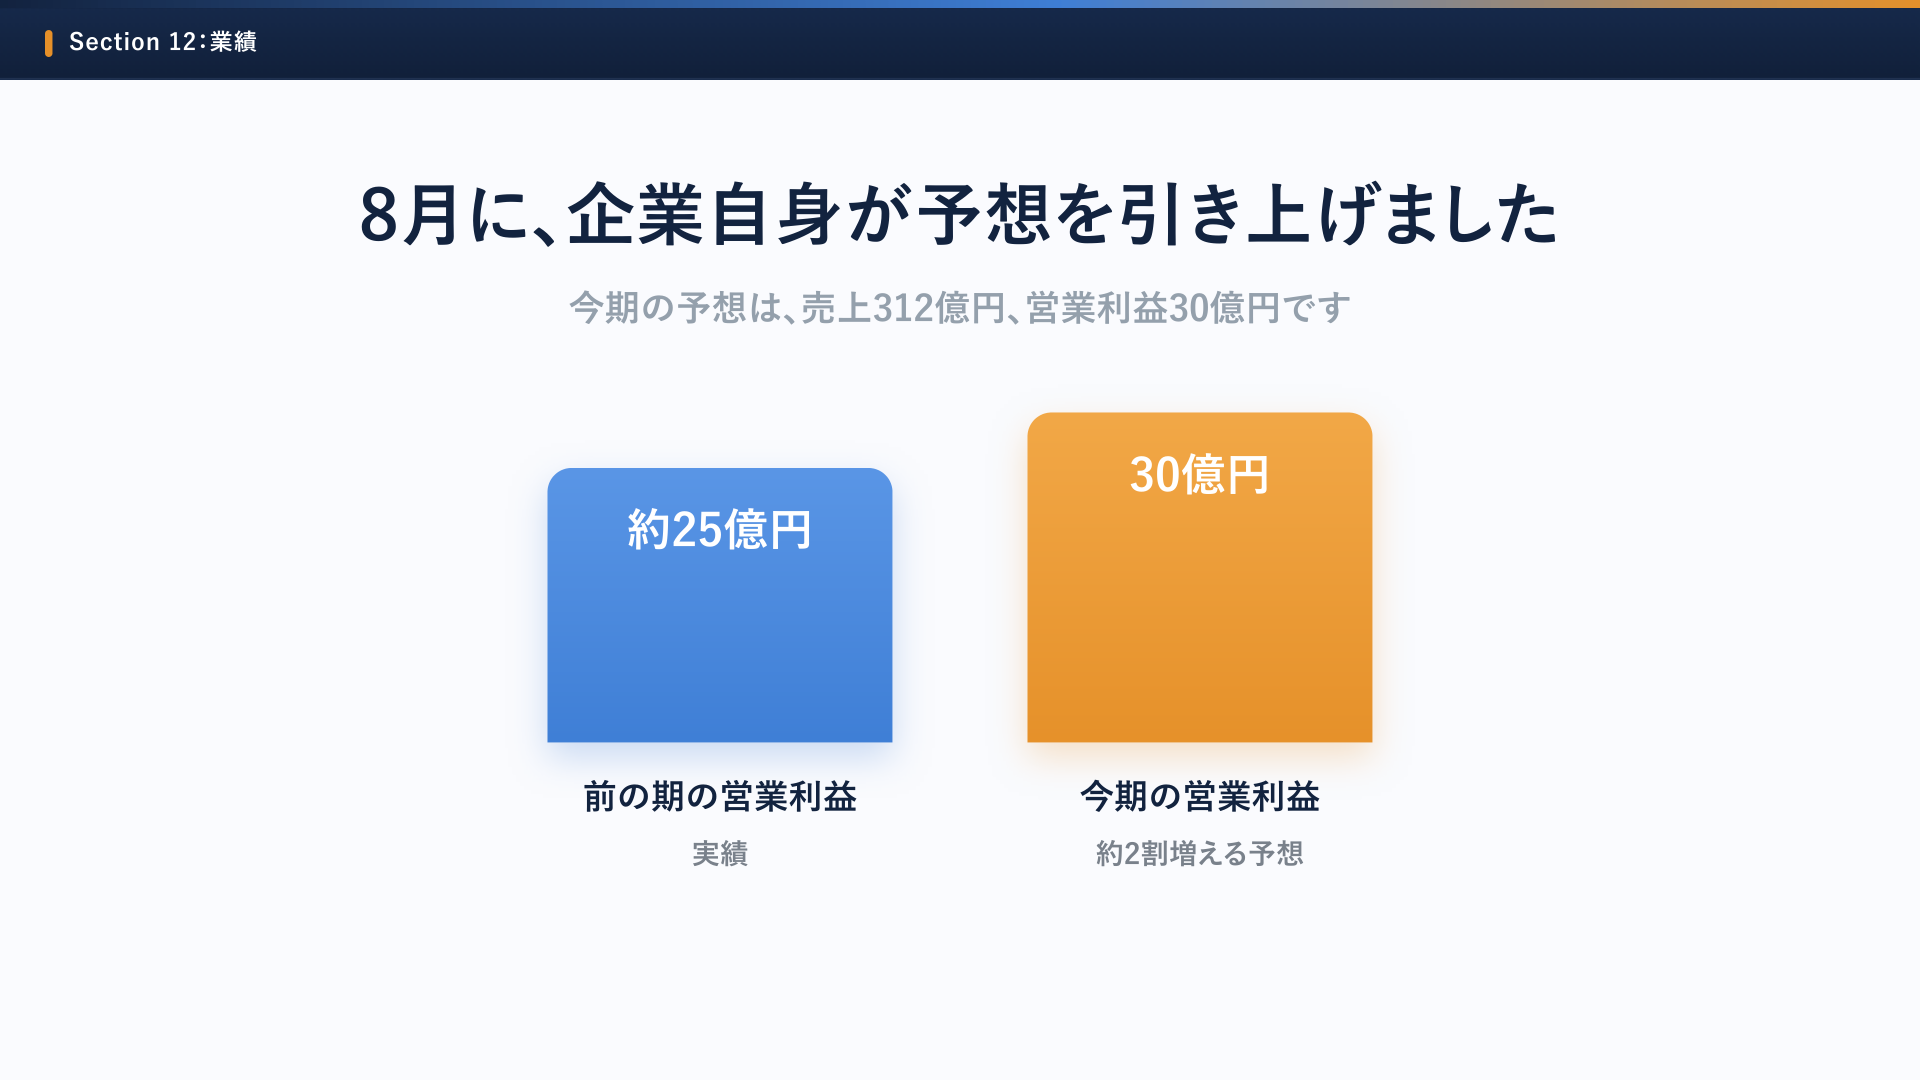 Section 12：業績
8月に、企業自身が予想を引き上げました
今期の予想は、売上312億円、営業利益30億円です
約25億円
30億円
前の期の営業利益
今期の営業利益
実績
約2割増える予想